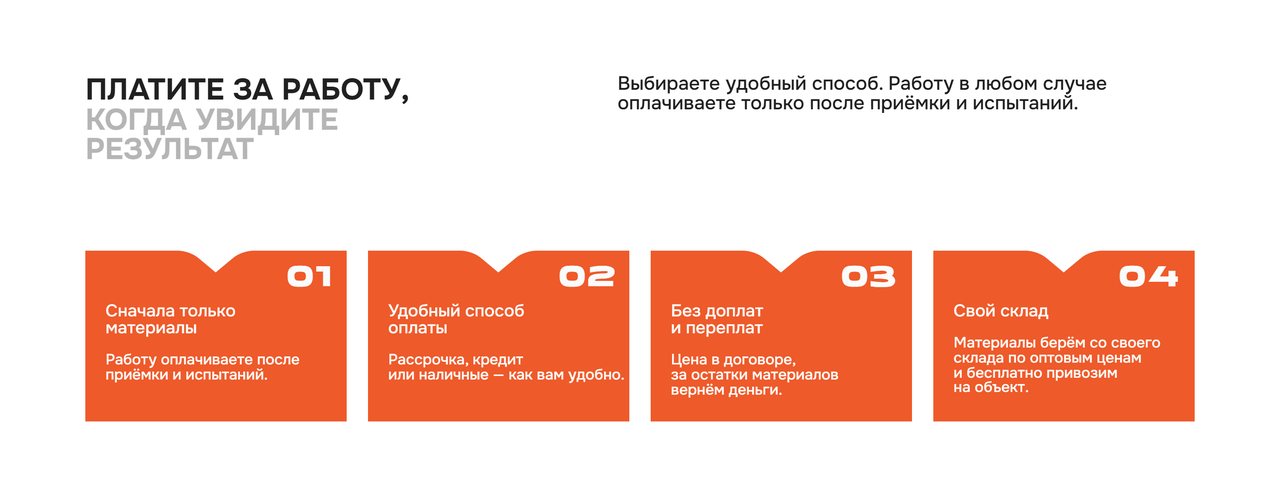 ПЛАТИТЕ ЗА РАБОТУ,
КОГДА УВИДИТЕ
РЕЗУЛЬТАТ
Выбираете удобный способ. Работу в любом случае
оплачиваете только после приёмки и испытаний.
01
Сначала только
материалы
Работу оплачиваете после
приёмки и испытаний.
02
Удобный способ
оплаты
Рассрочка, кредит
или наличные — как вам удобно.
03
Без доплат
и переплат
Цена в договоре,
за остатки материалов
вернём деньги.
04
Свой склад
Материалы берём со своего
склада по оптовым ценам
и бесплатно привозим
на объект.